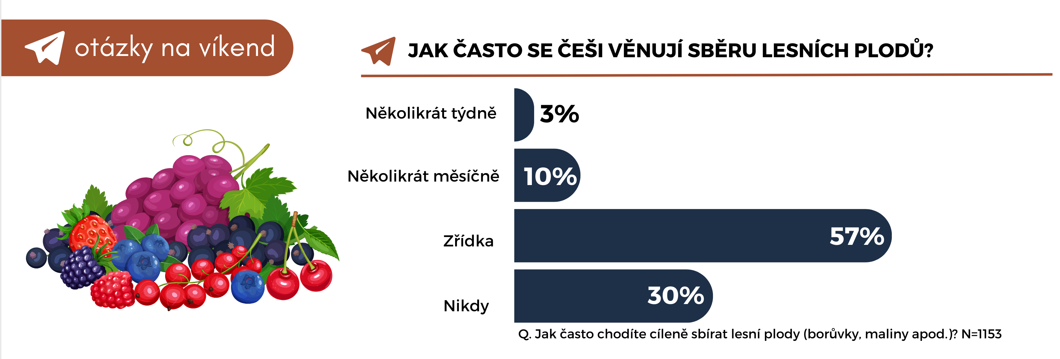 otázky na víkend
JAK ČASTO SE ČEŠI VĚNUJÍ SBĚRU LESNÍCH PLODŮ?
Několikrát týdně 3%
Několikrát měsíčně 10%
Zřídka 57%
Nikdy 30%
Q. Jak často chodíte cíleně sbírat lesní plody (borůvky, maliny apod.)? N=1153